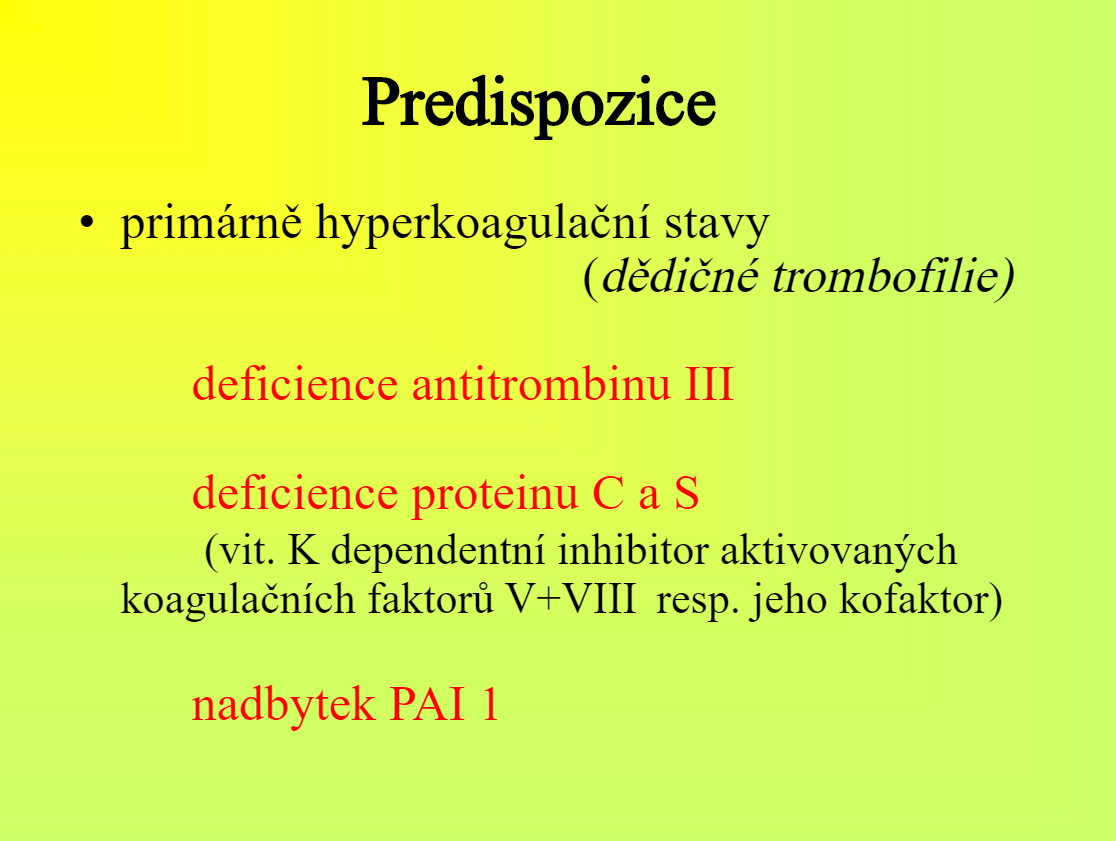 Predispozice
• primárně hyperkoagulační stavy
(dědičné trombofilie)
deficience antitrombinu III
deficience proteinu C a S
(vit. K dependentní inhibitor aktivovaných
koagulačních faktorů V+VIII resp. jeho kofaktor)
nadbytek PAI 1